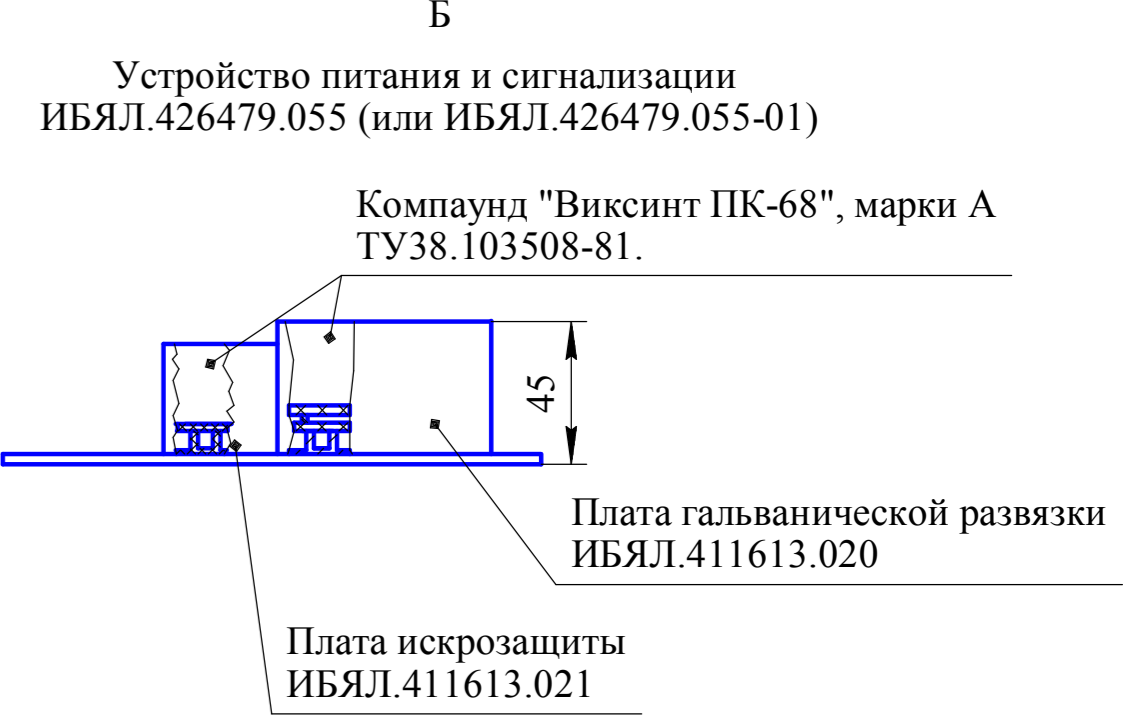 Б
Устройство питания и сигнализации
ИБЯЛ.426479.055 (или ИБЯЛ.426479.055-01)
Компаунд "Виксинт ПК-68", марки А
ТУ38.103508-81.
45
Плата гальванической развязки
ИБЯЛ.411613.020
Плата искрозащиты
ИБЯЛ.411613.021